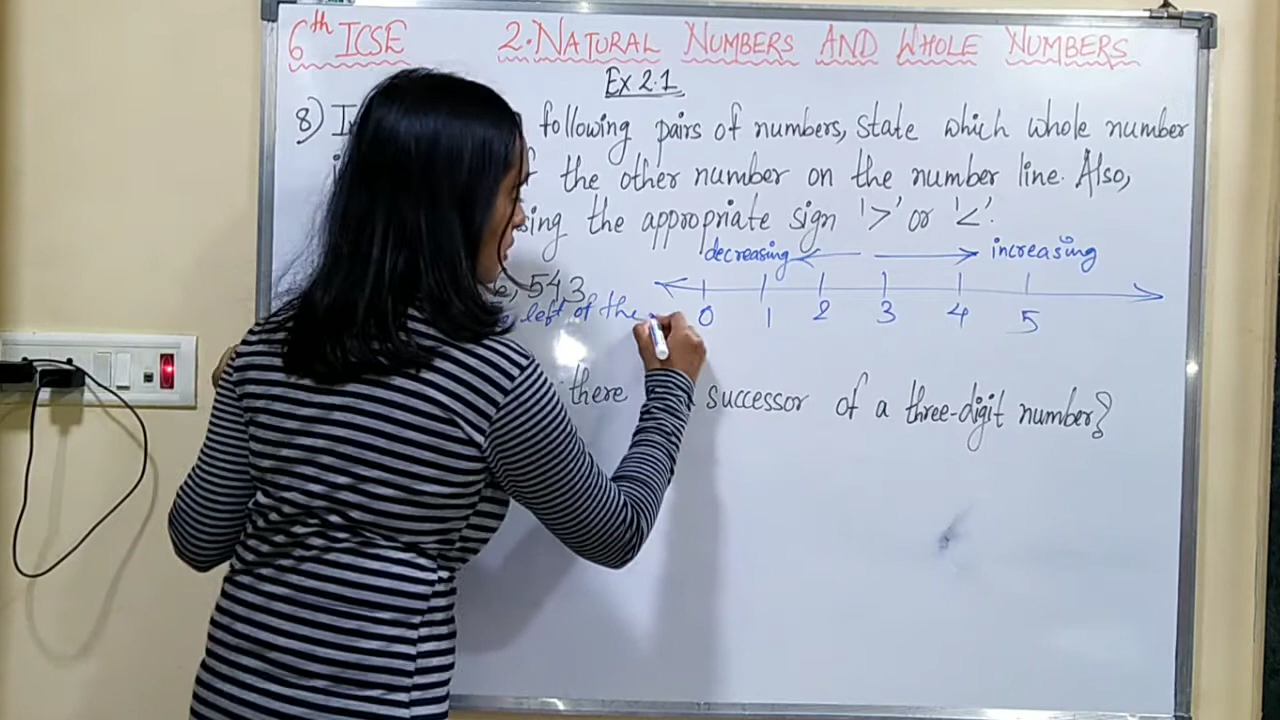 6th ICSE 2. NATURAL NUMBERS AND WHOLE NUMBERS
Ex 2.1
8) following pairs of numbers, state which whole number
the other number on the number line. Also,
the appropriate sign '>' or '<'.
decreasing increasing
543
left of the
0 1 2 3 4 5
there successor of a three-digit number?